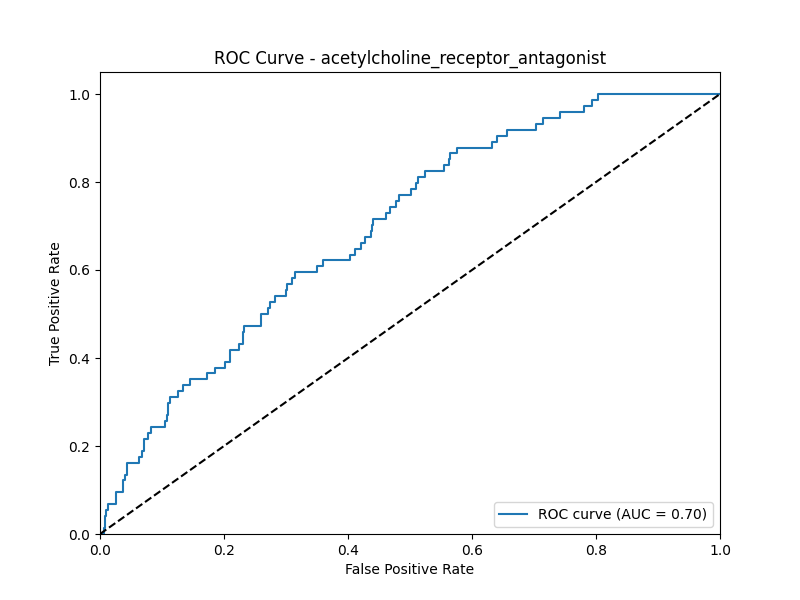 ROC Curve - acetylcholine_receptor_antagonist
True Positive Rate
1.0
0.8
0.6
0.4
0.2
0.0
0.0 0.2 0.4 0.6 0.8 1.0
False Positive Rate
ROC curve (AUC = 0.70)